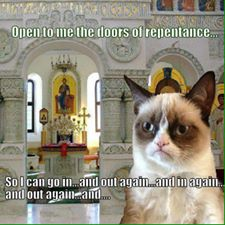 Open to me the doors of repentance...
So I can go in...and out again...and in again...
and out again...and....